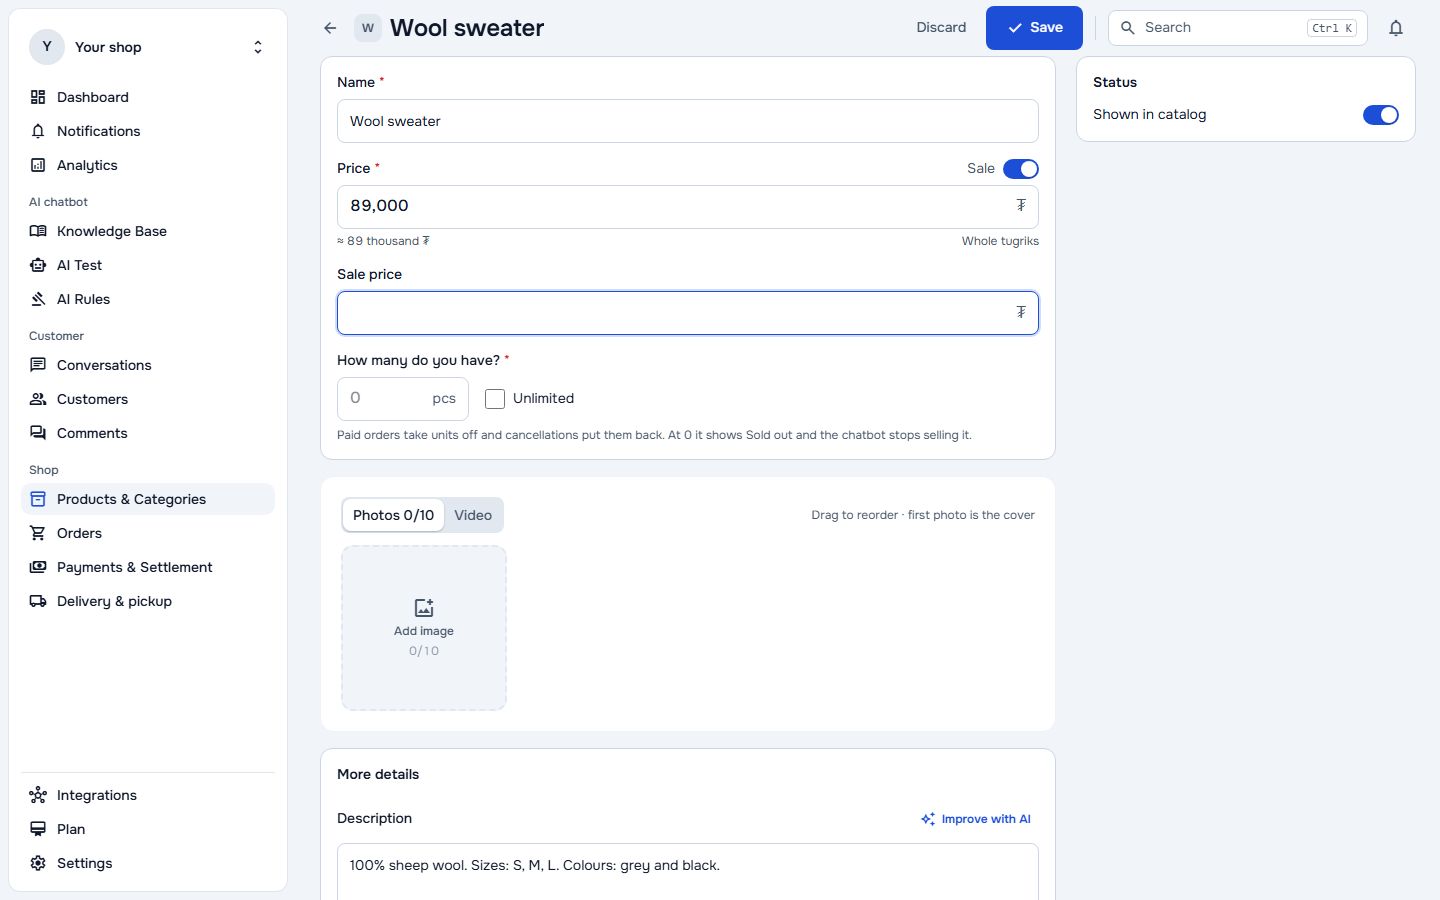 Y Your shop
Dashboard
Notifications
Analytics
AI chatbot
Knowledge Base
AI Test
AI Rules
Customer
Conversations
Customers
Comments
Shop
Products & Categories
Orders
Payments & Settlement
Delivery & pickup
Integrations
Plan
Settings
W Wool sweater
Discard
Save
Search Ctrl K
Name *
Wool sweater
Price * Sale
89,000 ₮
≈ 89 thousand ₮ Whole tugriks
Sale price
₮
How many do you have? *
0 pcs Unlimited
Paid orders take units off and cancellations put them back. At 0 it shows Sold out and the chatbot stops selling it.
Photos 0/10 Video Drag to reorder · first photo is the cover
Add image
0/10
More details
Description Improve with AI
100% sheep wool. Sizes: S, M, L. Colours: grey and black.
Status
Shown in catalog